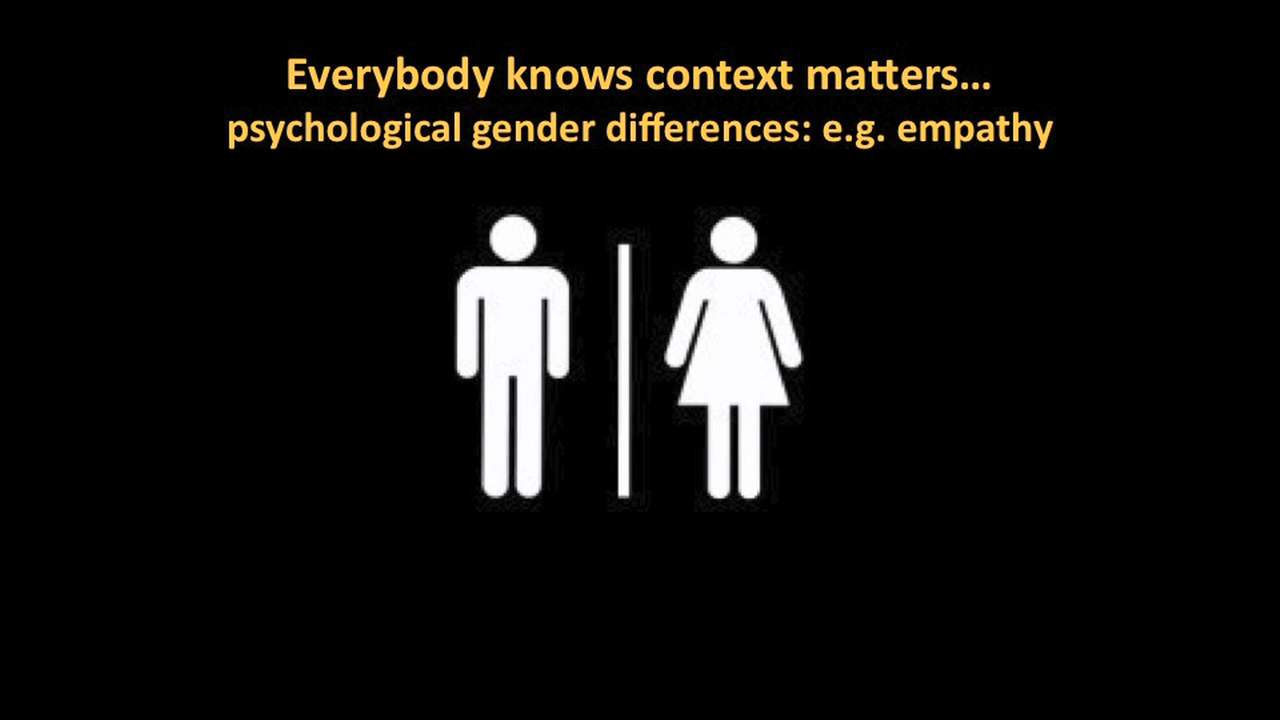 Everybody knows context matters...
psychological gender differences: e.g. empathy